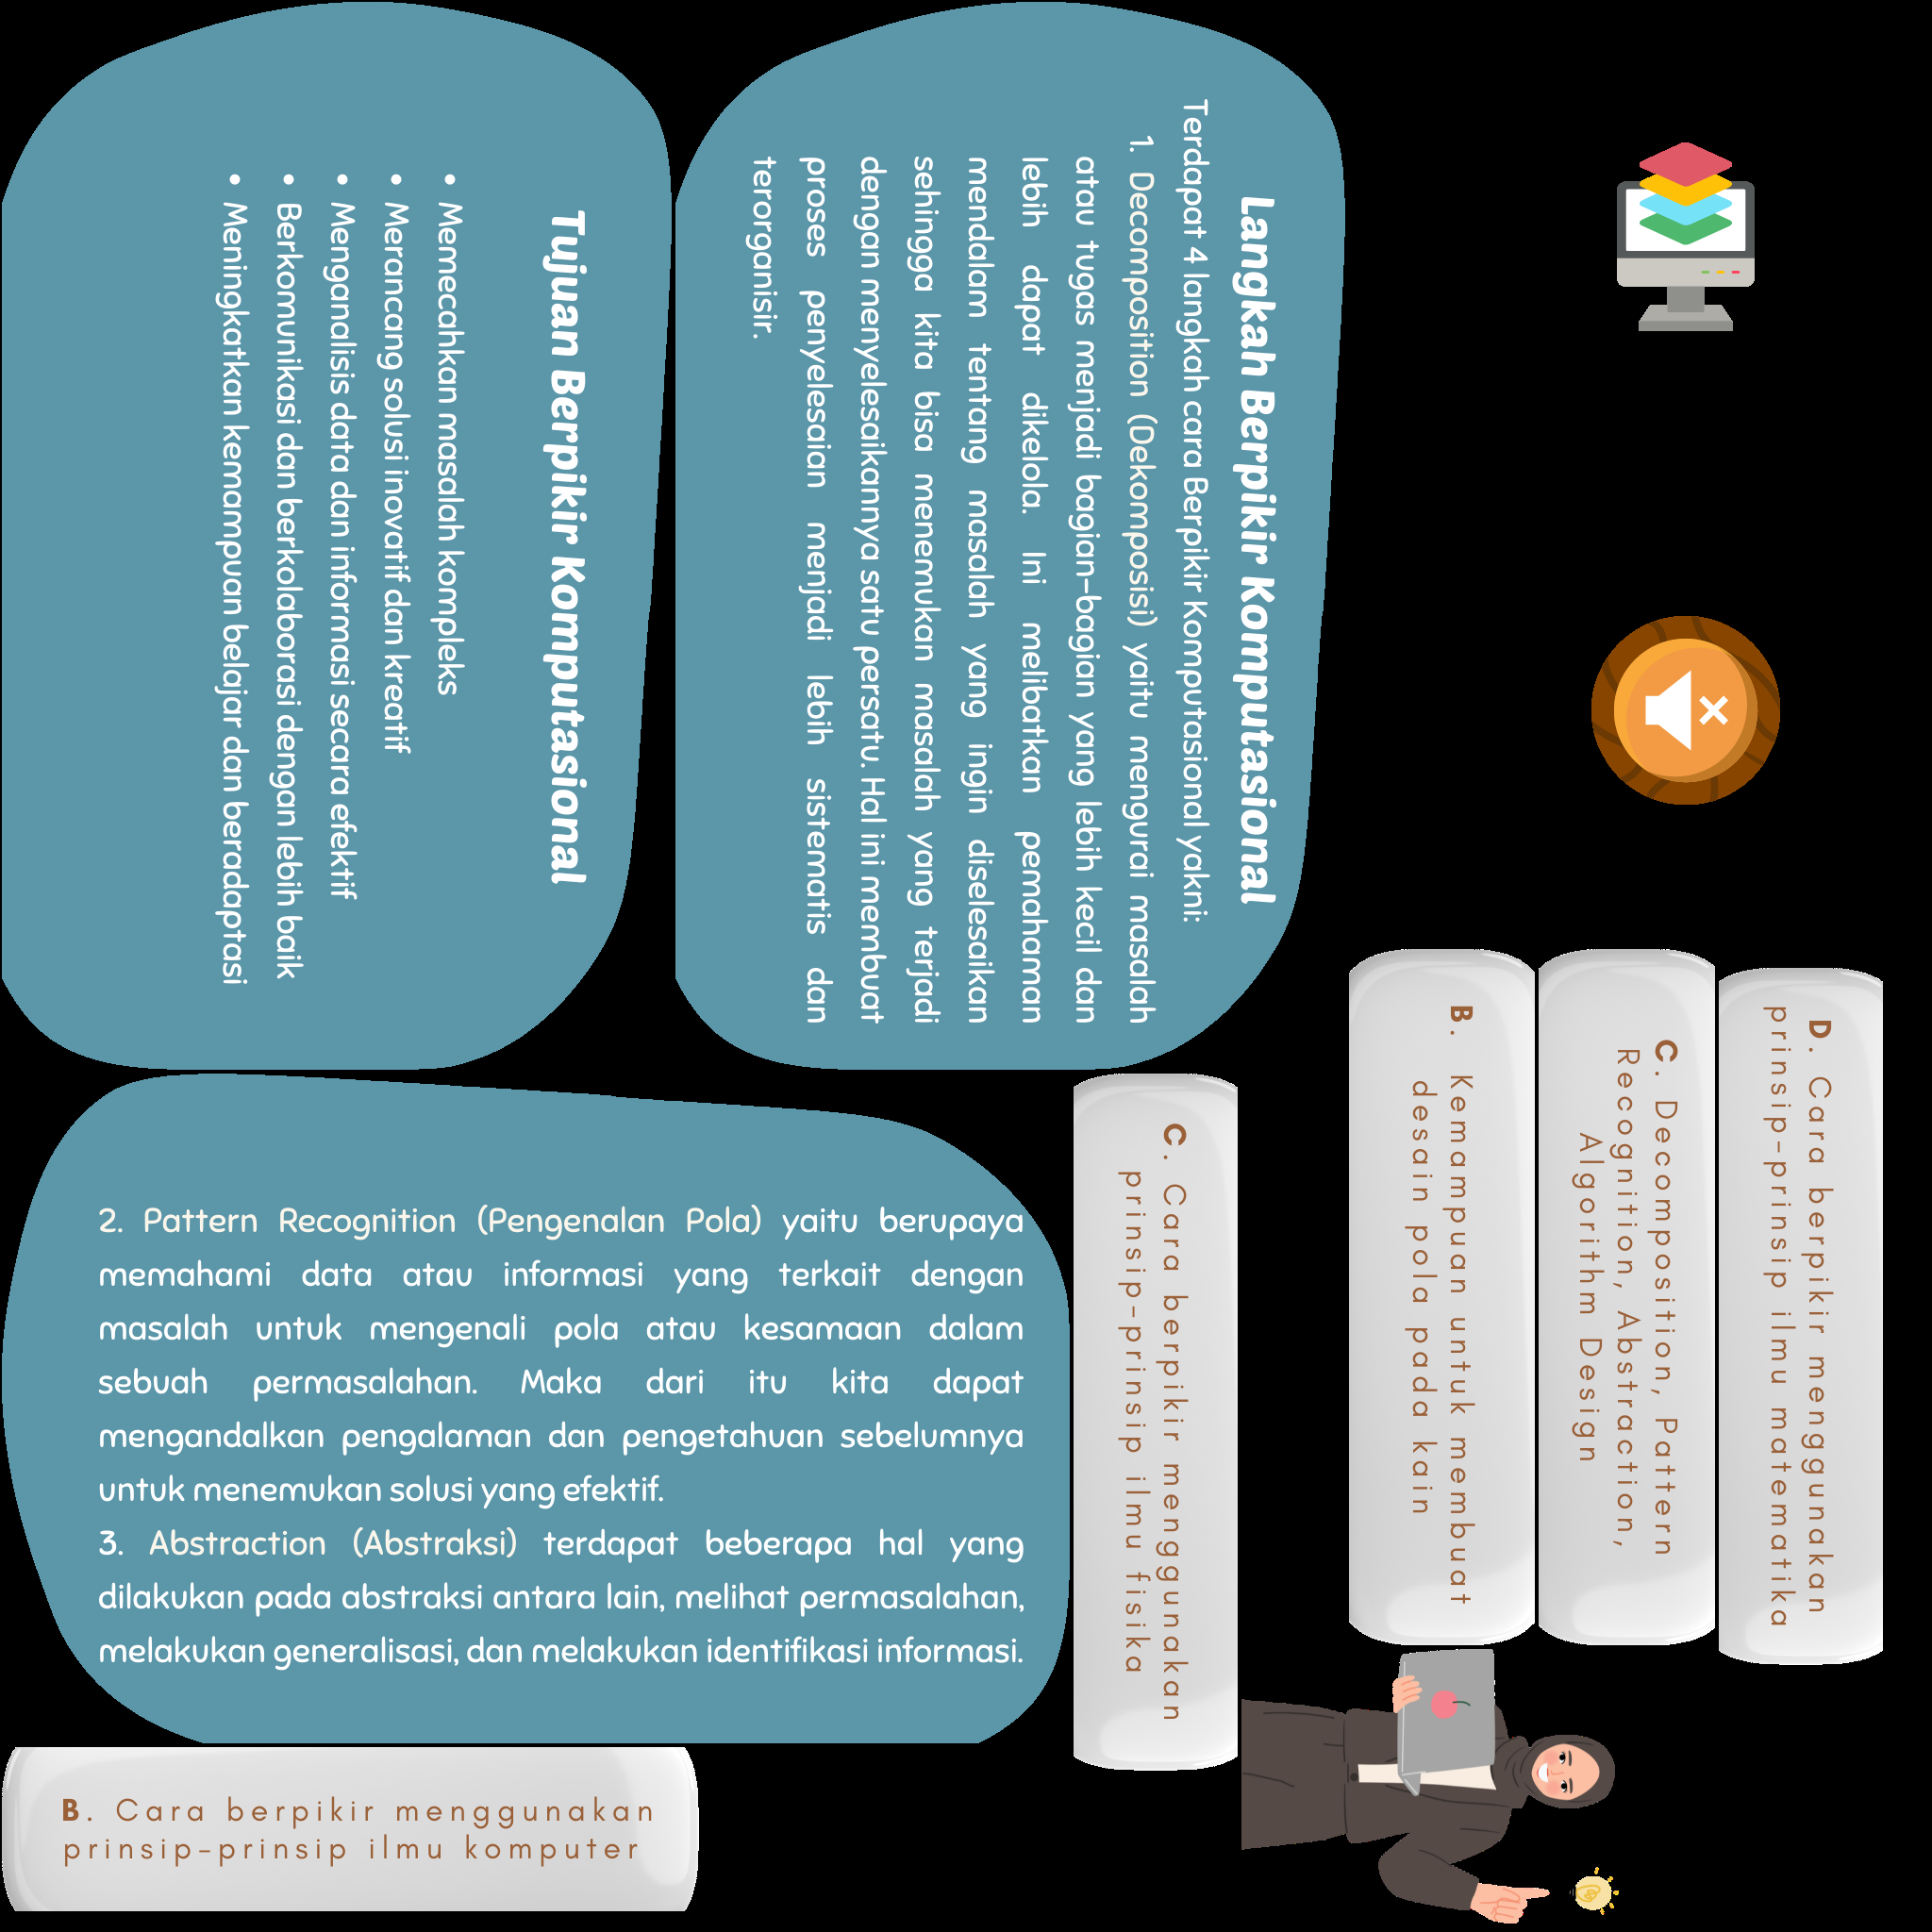 Tujuan Berpikir Komputasional
• Memecahkan masalah kompleks
• Merancang solusi inovatif dan kreatif
• Menganalisis data dan informasi secara efektif
• Berkomunikasi dan berkolaborasi dengan lebih baik
• Meningkatkan kemampuan belajar dan beradaptasi
Langkah Berpikir Komputasional
Terdapat 4 langkah cara Berpikir Komputasional yakni:
1. Decomposition (Dekomposisi) yaitu mengurai masalah
atau tugas menjadi bagian-bagian yang lebih kecil dan
lebih dapat dikelola. Ini melibatkan pemahaman
mendalam tentang masalah yang ingin diselesaikan
sehingga kita bisa menemukan masalah yang terjadi
dengan menyelesaikannya satu persatu. Hal ini membuat
proses penyelesaian menjadi lebih sistematis dan
terorganisir.
2. Pattern Recognition (Pengenalan Pola) yaitu berupaya
memahami data atau informasi yang terkait dengan
masalah untuk mengenali pola atau kesamaan dalam
sebuah permasalahan. Maka dari itu kita dapat
mengandalkan pengalaman dan pengetahuan sebelumnya
untuk menemukan solusi yang efektif.
3. Abstraction (Abstraksi) terdapat beberapa hal yang
dilakukan pada abstraksi antara lain, melihat permasalahan,
melakukan generalisasi, dan melakukan identifikasi informasi.
C. Cara berpikir menggunakan
prinsip-prinsip ilmu fisika
B. Kemampuan untuk membuat
desain pola pada kain
C. Decomposition, Pattern
Recognition, Abstraction,
Algorithm Design
D. Cara berpikir menggunakan
prinsip-prinsip ilmu matematika
B. Cara berpikir menggunakan
prinsip-prinsip ilmu komputer